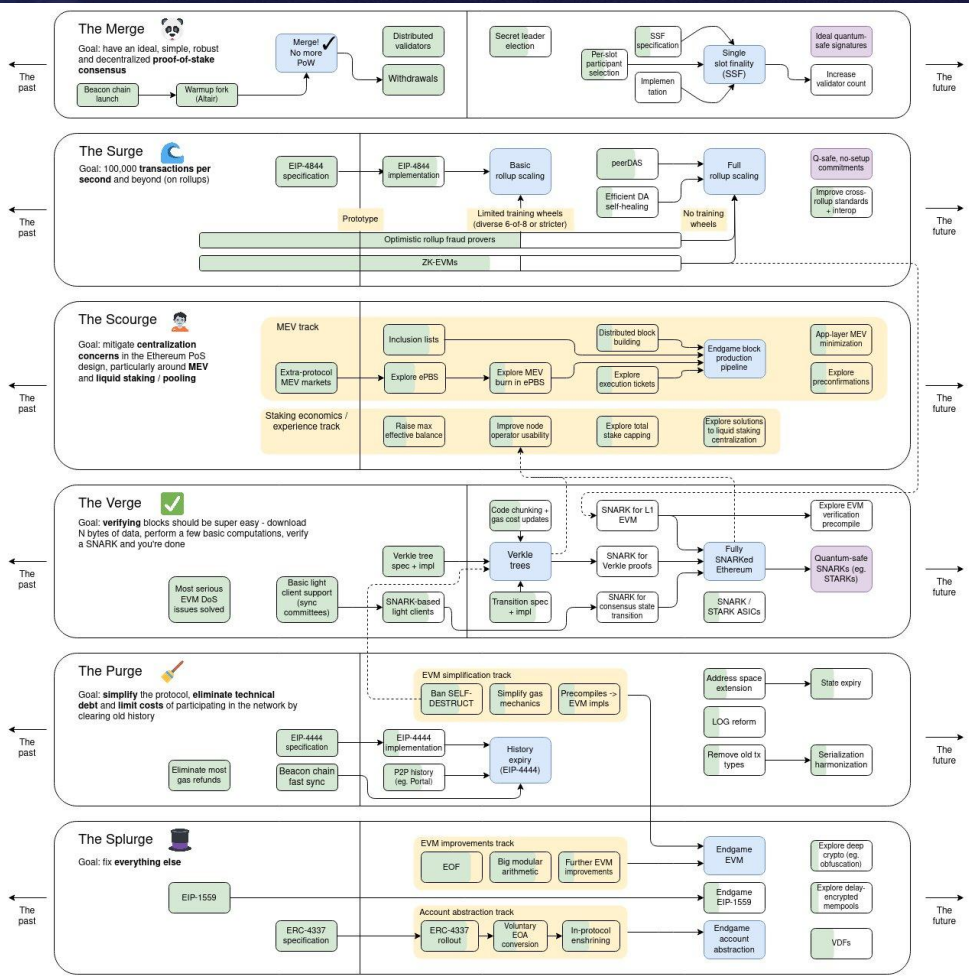 The Merge
Goal: have an ideal, simple, robust
and decentralized proof-of-stake
consensus
The
past
Beacon chain
launch
Warmup fork
(Altair)
Merge!
No more
PoW
Distributed
validators
Withdrawals
Secret leader
election
Per-slot
participant
selection
SSF
specification
Implemen
tation
Single
slot finality
(SSF)
Ideal quantum-
safe signatures
Increase
validator count
The
future
The Surge
Goal: 100,000 transactions per
second and beyond (on rollups)
The
past
EIP-4844
specification
EIP-4844
implementation
Basic
rollup scaling
peerDAS
Efficient DA
self-healing
Full
rollup scaling
Q-safe, no-setup
commitments
Improve cross-
rollup standards
+ interop
Prototype
Limited training wheels
(diverse 6-of-8 or stricter)
No training
wheels
Optimistic rollup fraud provers
ZK-EVMs
The
future
The Scourge
Goal: mitigate centralization
concerns in the Ethereum PoS
design, particularly around MEV
and liquid staking / pooling
The
past
MEV track
Extra-protocol
MEV markets
Inclusion lists
Explore ePBS
Explore MEV
burn in ePBS
Distributed block
building
Explore
execution tickets
Endgame block
production
pipeline
App-layer MEV
minimization
Explore
preconfirmations
Staking economics /
experience track
Raise max
effective balance
Improve node
operator usability
Explore total
stake capping
Explore solutions
to liquid staking
centralization
The
future
The Verge
Goal: verifying blocks should be super easy - download
N bytes of data, perform a few basic computations, verify
a SNARK and you're done
The
past
Most serious
EVM DoS
issues solved
Basic light
client support
(sync
committees)
Verkle tree
spec + impl
SNARK-based
light clients
Code chunking +
gas cost updates
Verkle
trees
Transition spec
+ impl
SNARK for L1
EVM
SNARK for
Verkle proofs
SNARK for
consensus state
transition
Fully
SNARKed
Ethereum
SNARK /
STARK ASICs
Explore EVM
verification
precompile
Quantum-safe
SNARKs (eg.
STARKs)
The
future
The Purge
Goal: simplify the protocol, eliminate technical
debt and limit costs of participating in the network by
clearing old history
The
past
Eliminate most
gas refunds
EIP-4444
specification
Beacon chain
fast sync
EIP-4444
implementation
P2P history
(eg. Portal)
History
expiry
(EIP-4444)
EVM simplification track
Ban SELF-
DESTRUCT
Simplify gas
mechanics
Precompiles ->
EVM impls
Address space
extension
State expiry
LOG reform
Remove old tx
types
Serialization
harmonization
The
future
The Splurge
Goal: fix everything else
The
past
EIP-1559
ERC-4337
specification
EVM improvements track
EOF
Big modular
arithmetic
Further EVM
improvements
Account abstraction track
ERC-4337
rollout
Voluntary
EOA
conversion
In-protocol
enshrining
Endgame
EVM
Endgame
EIP-1559
Endgame
account
abstraction
Explore deep
crypto (eg.
obfuscation)
Explore delay-
encrypted
mempools
VDFs
The
future